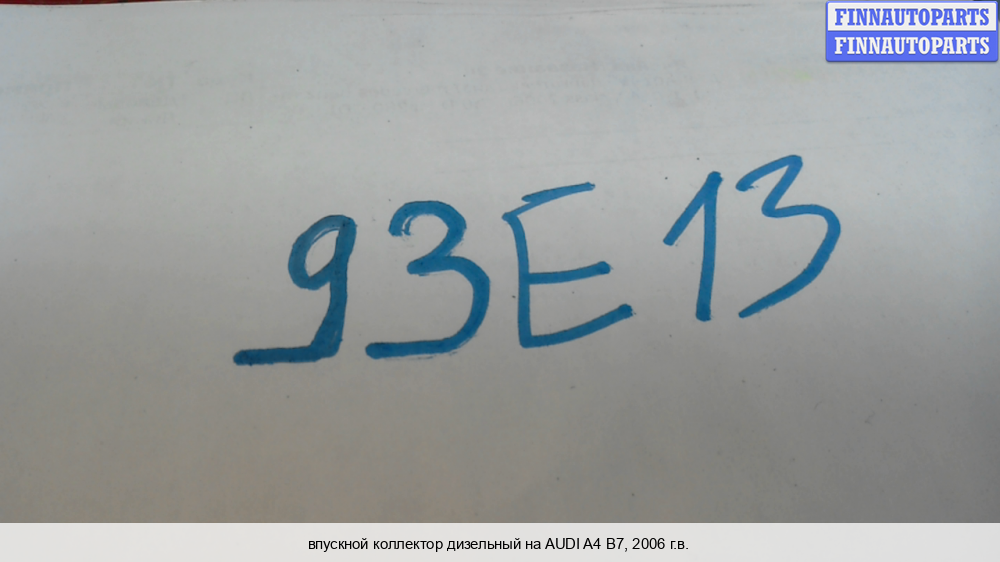 FINNAUTOPARTS
FINNAUTOPARTS
93E13
впускной коллектор дизельный на AUDI A4 B7, 2006 г.в.